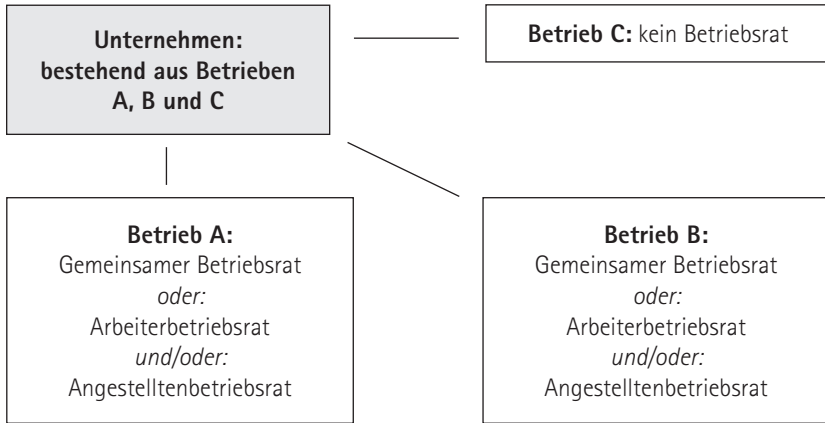 Unternehmen:
bestehend aus Betrieben
A, B und C
Betrieb C: kein Betriebsrat
Betrieb A:
Gemeinsamer Betriebsrat
oder:
Arbeiterbetriebsrat
und/oder:
Angestelltenbetriebsrat
Betrieb B:
Gemeinsamer Betriebsrat
oder:
Arbeiterbetriebsrat
und/oder:
Angestelltenbetriebsrat